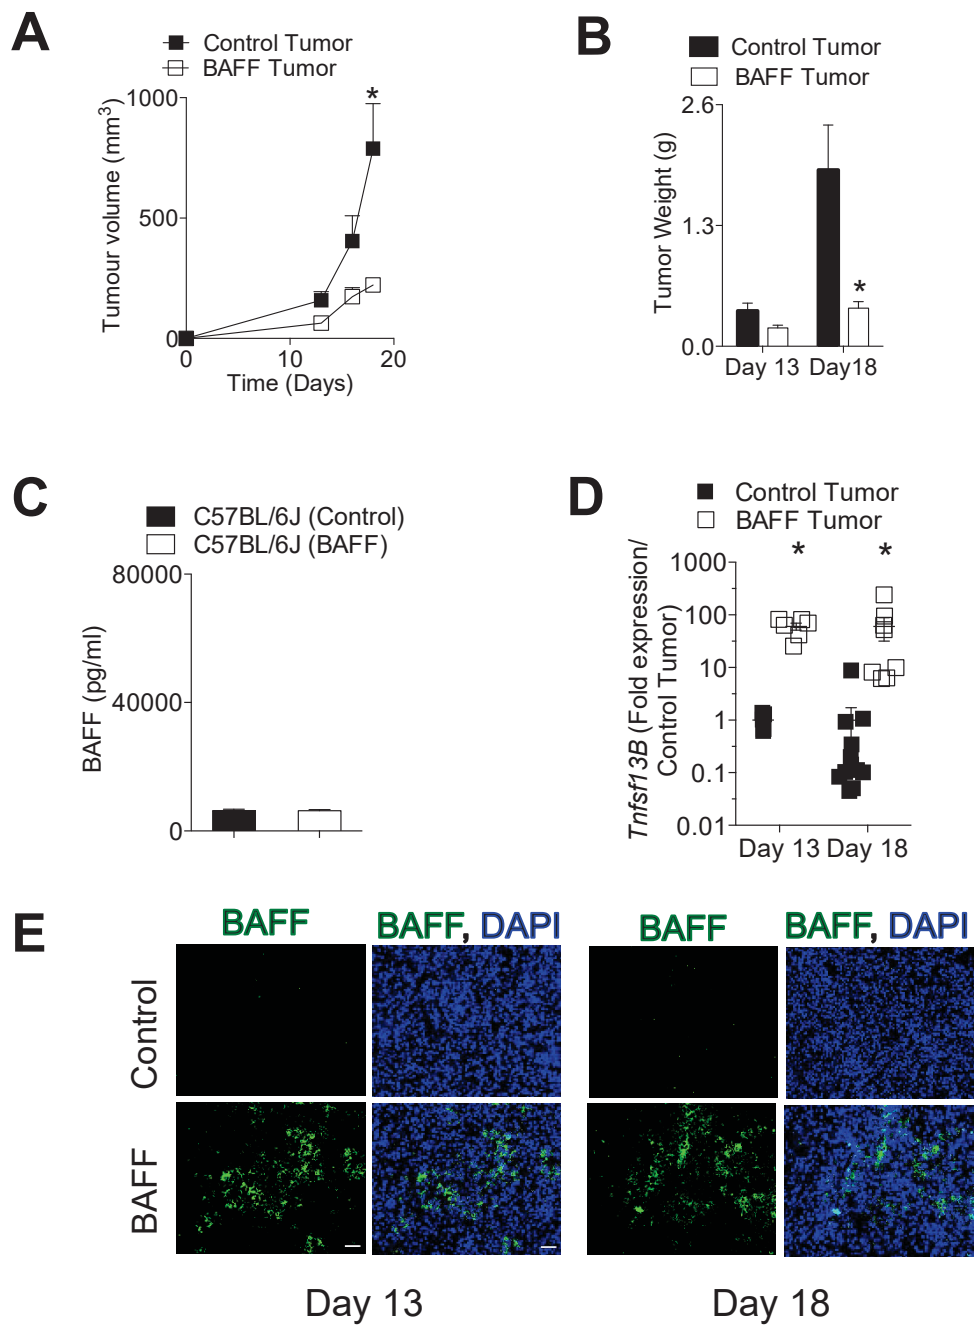 A
Control Tumor
BAFF Tumor
*
1000
500
0
Tumour volume (mm³)
0 10 20
Time (Days)
B
Control Tumor
BAFF Tumor
2.6
1.3
0.0
Tumor Weight (g)
*
Day 13 Day18
C
C57BL/6J (Control)
C57BL/6J (BAFF)
80000
40000
0
BAFF (pg/ml)
D
Control Tumor
BAFF Tumor
* *
1000
100
10
1
0.1
0.01
Tnfsf13B (Fold expression/
Control Tumor)
Day 13 Day 18
E
BAFF BAFF, DAPI BAFF BAFF, DAPI
Control
BAFF
Day 13 Day 18